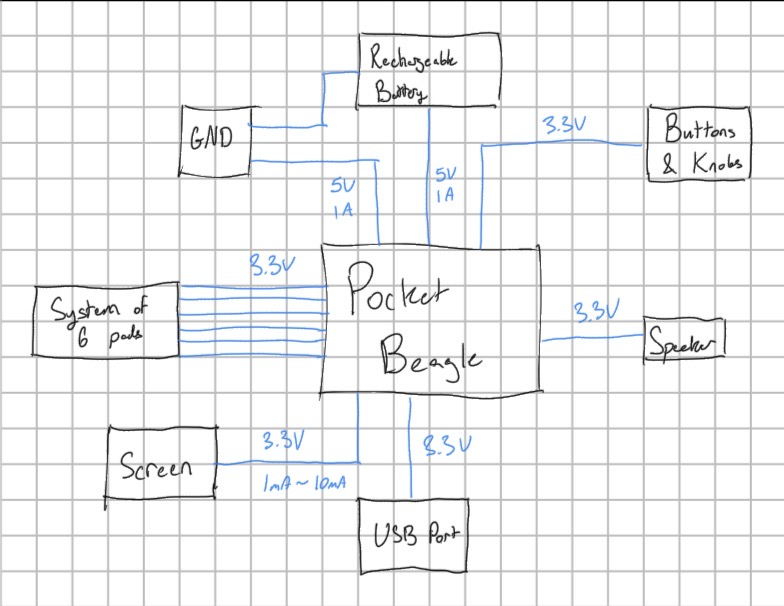 Rechargeable
Battery
GND
3.3V
Buttons
& Knobs
5V
1A
5V
1A
3.3V
System of
6 pads
Pocket
Beagle
3.3V
Speaker
Screen
3.3V
1mA ~ 10mA
3.3V
USB Port